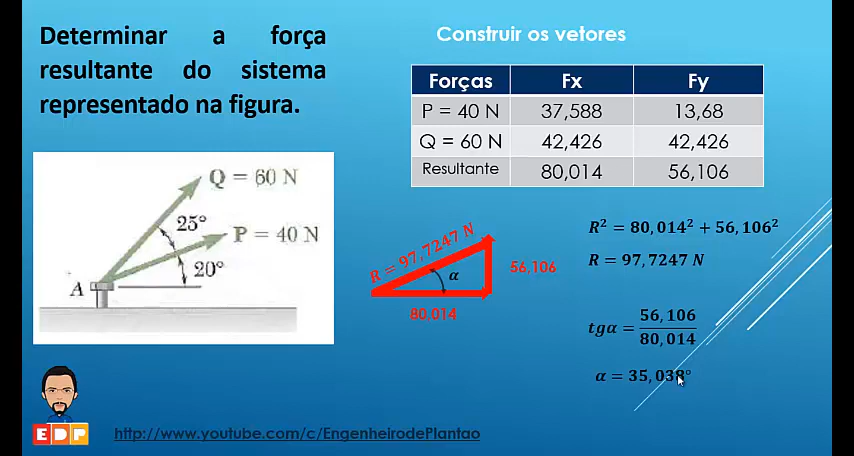 Determinar a força
resultante do sistema
representado na figura.
Construir os vetores
Forças Fx Fy
P = 40 N 37,588 13,68
Q = 60 N 42,426 42,426
Resultante 80,014 56,106
Q = 60 N
25°
P = 40 N
20°
A
R = 97,7247 N
α
56,106
80,014
R² = 80,014² + 56,106²
R = 97,7247 N
tgα = 56,106
80,014
α = 35,038°
EDP
http://www.youtube.com/c/EngenheirodePlantao